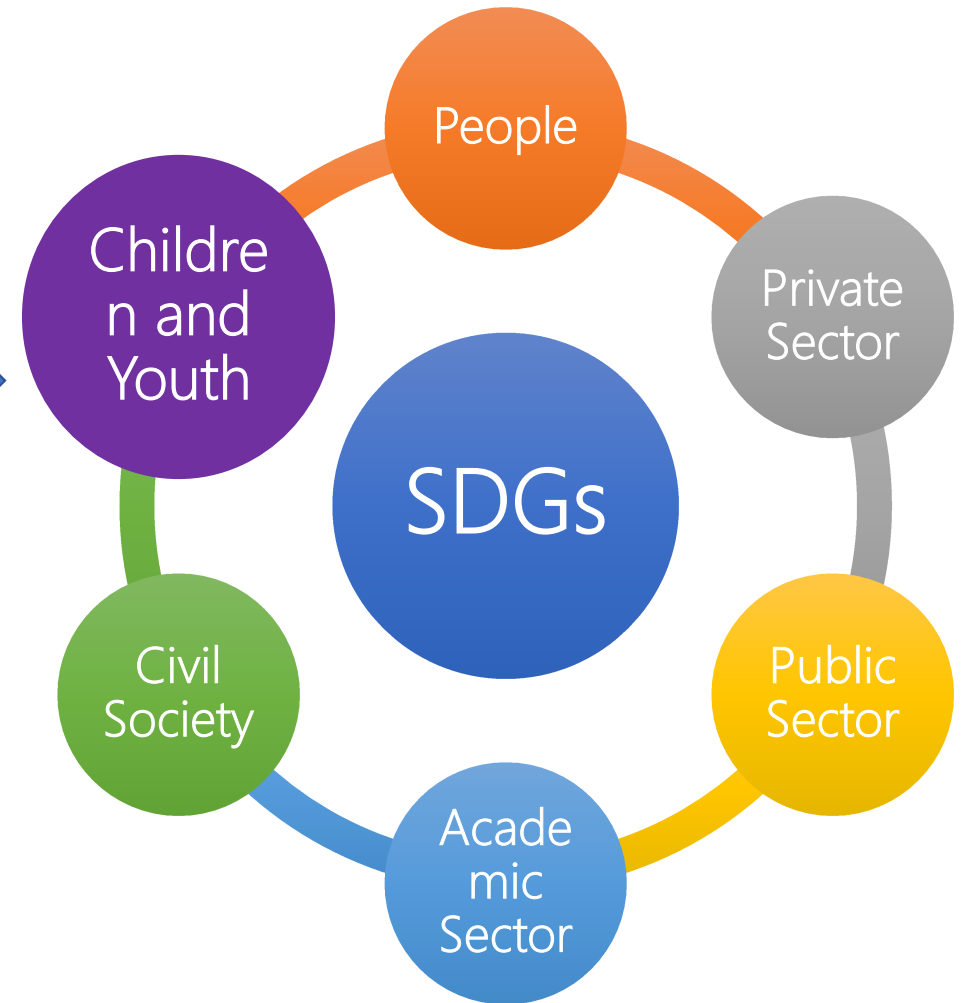 People
Childre
n and
Youth
Private
Sector
SDGs
Civil
Society
Public
Sector
Acade
mic
Sector